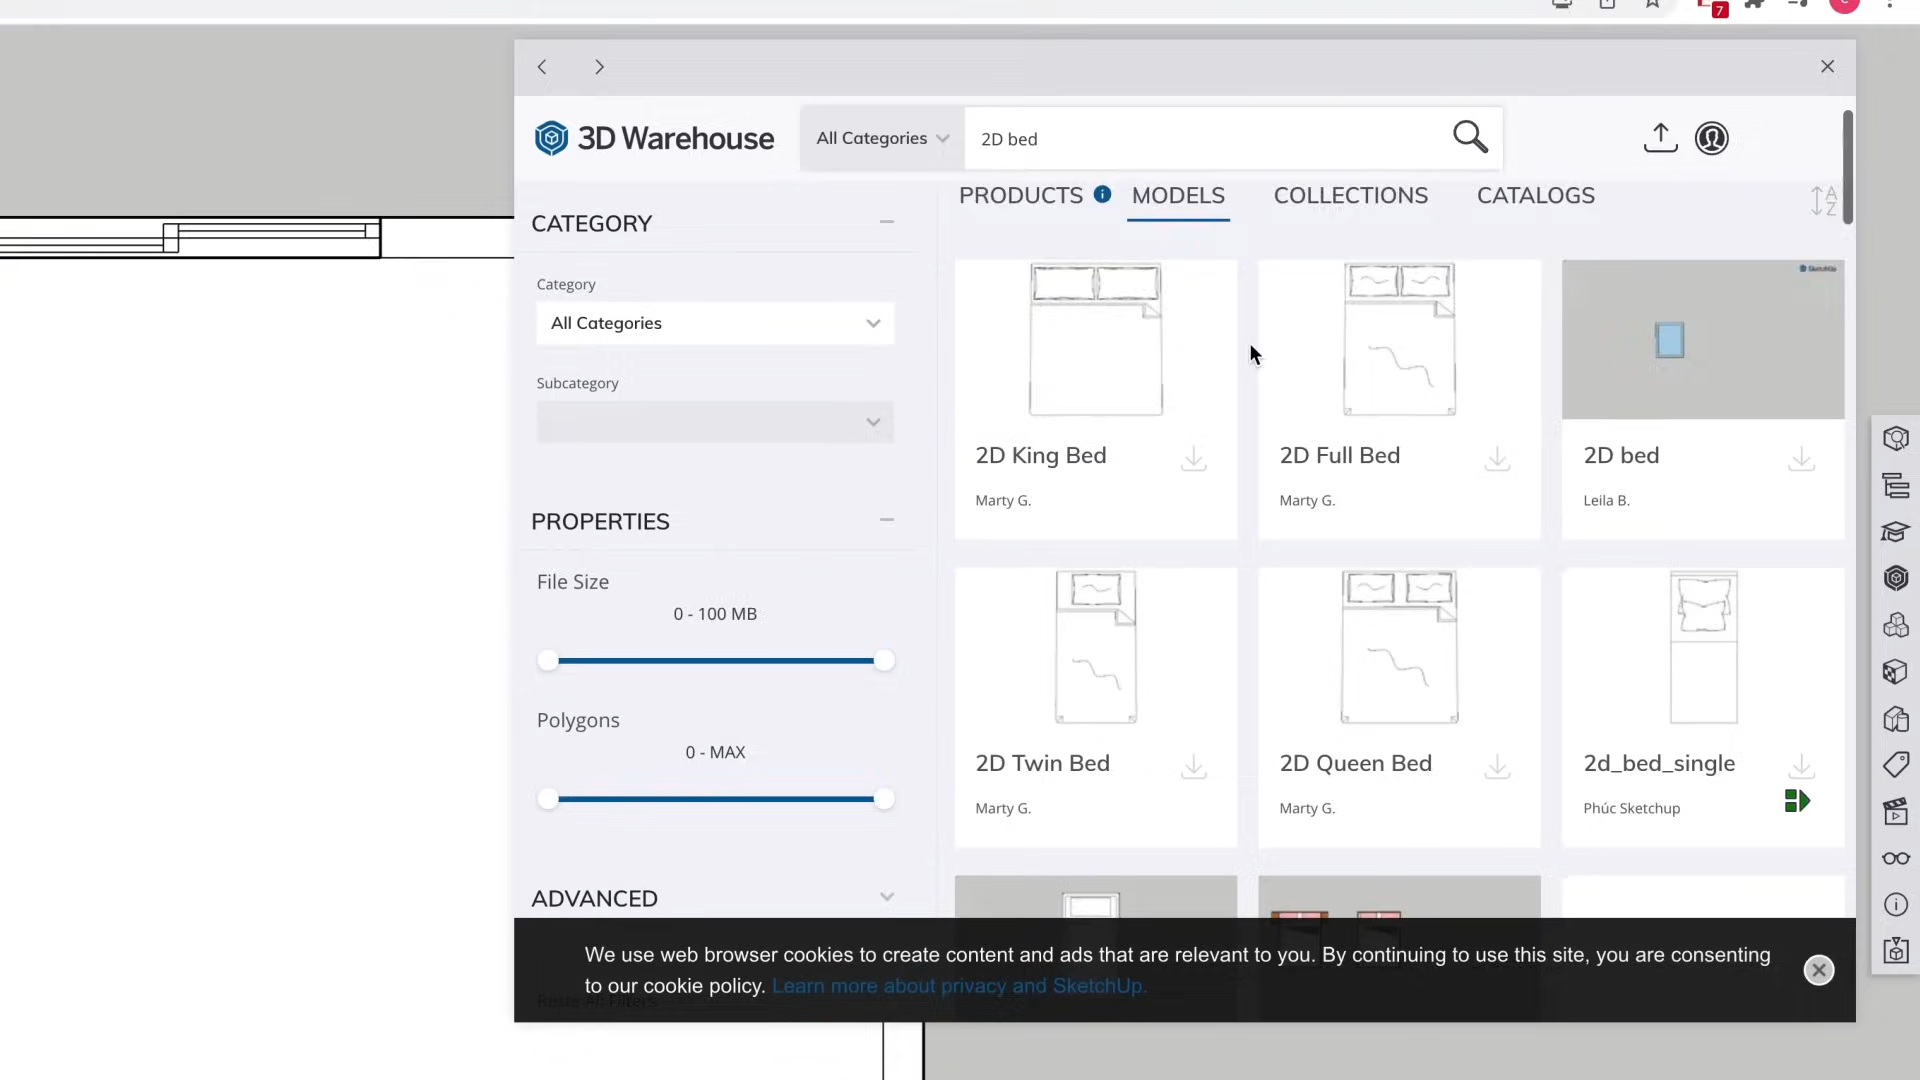 7
3D Warehouse
All Categories
2D bed
PRODUCTS
MODELS
COLLECTIONS
CATALOGS
CATEGORY
Category
All Categories
Subcategory
PROPERTIES
File Size
0 - 100 MB
Polygons
0 - MAX
ADVANCED
SketchUp
2D King Bed
Marty G.
2D Full Bed
Marty G.
2D bed
Leila B.
2D Twin Bed
Marty G.
2D Queen Bed
Marty G.
2d_bed_single
Phúc Sketchup
We use web browser cookies to create content and ads that are relevant to you. By continuing to use this site, you are consenting
to our cookie policy. Learn more about privacy and SketchUp.